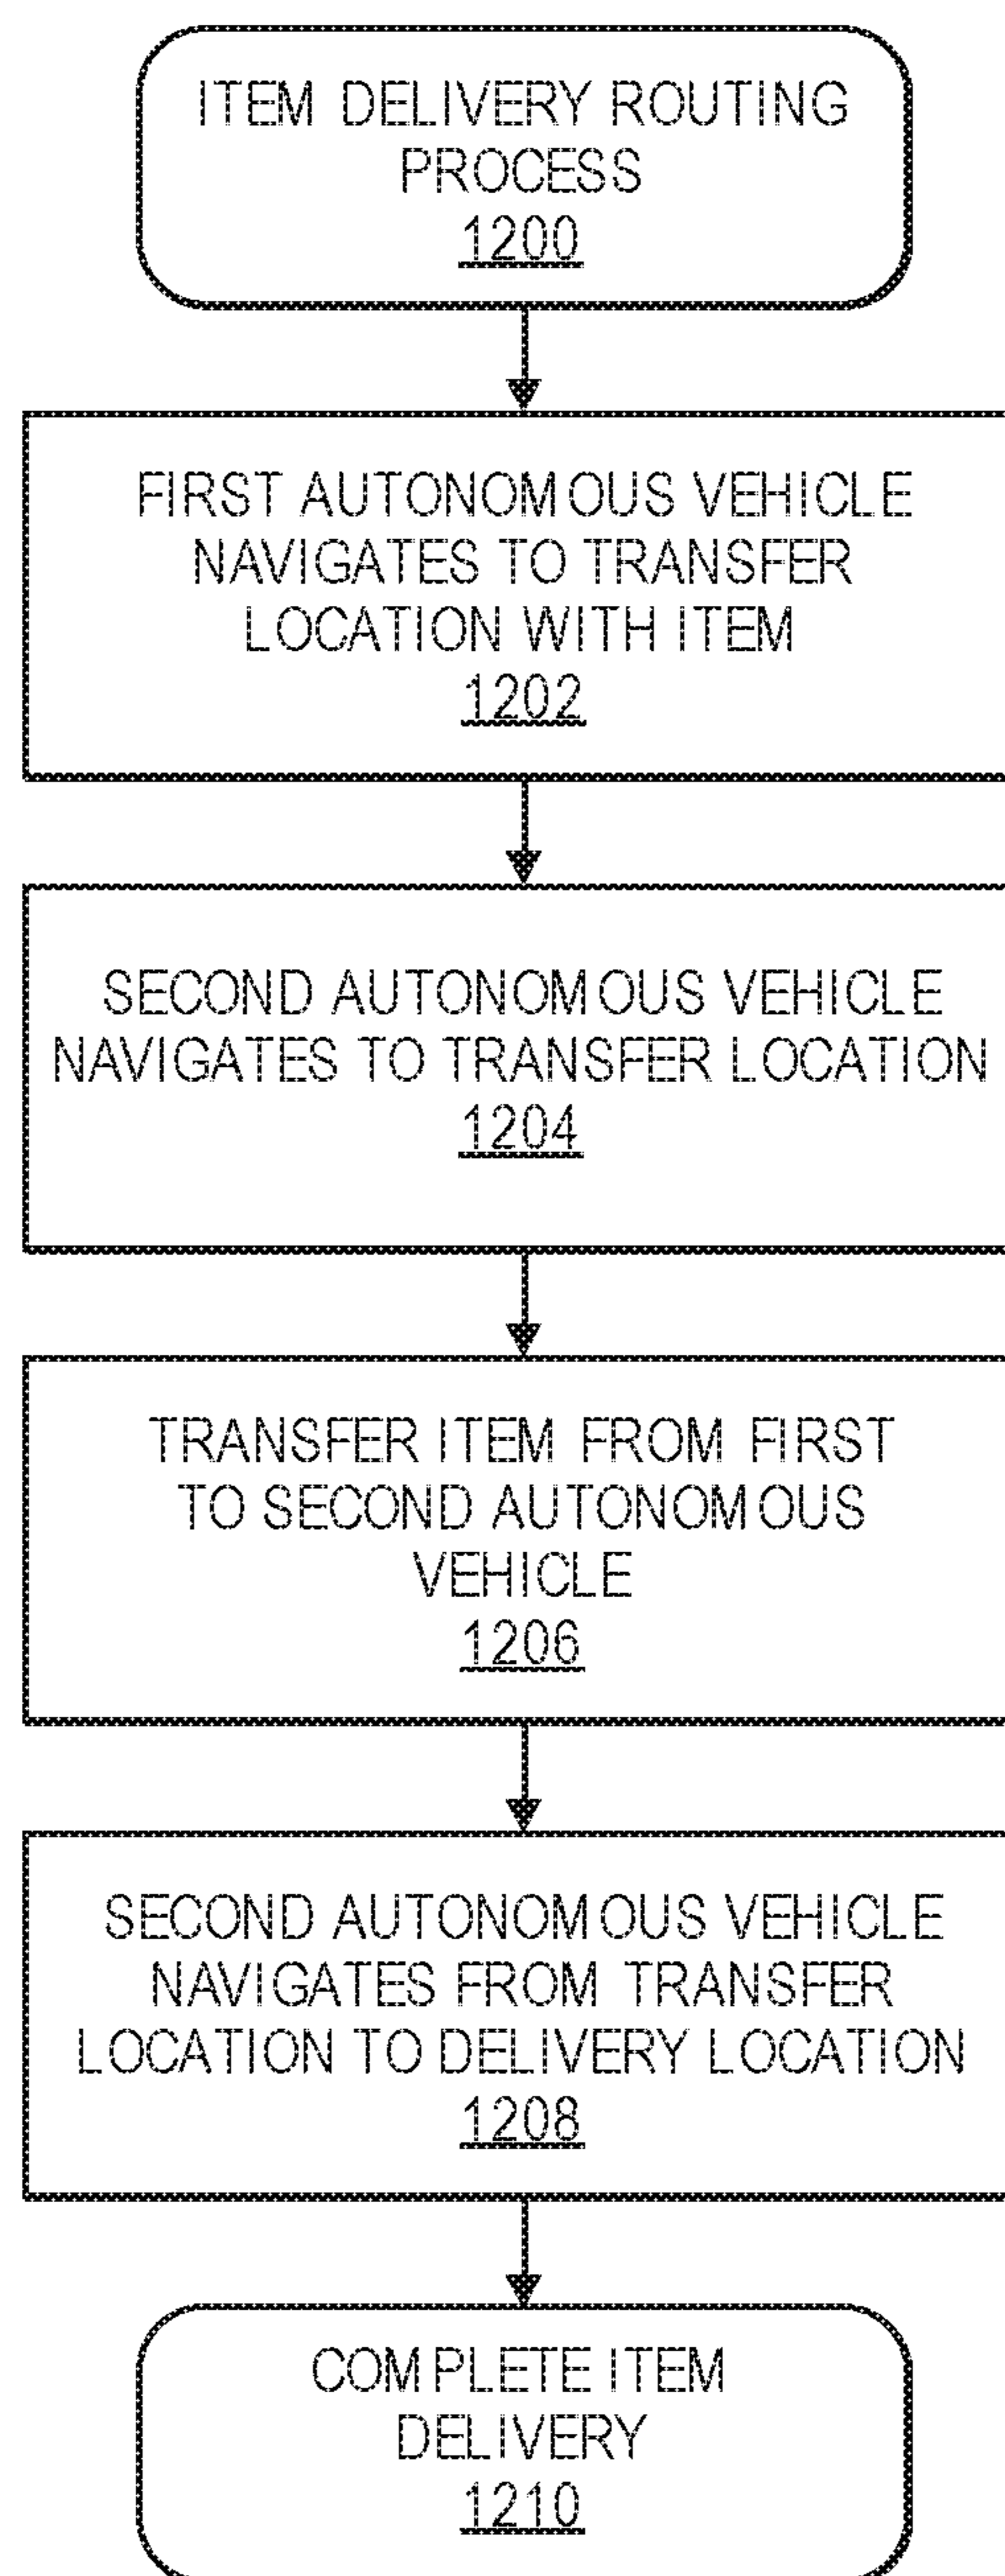 ITEM DELIVERY ROUTING
PROCESS
1200
FIRST AUTONOMOUS VEHICLE
NAVIGATES TO TRANSFER
LOCATION WITH ITEM
1202
SECOND AUTONOMOUS VEHICLE
NAVIGATES TO TRANSFER LOCATION
1204
TRANSFER ITEM FROM FIRST
TO SECOND AUTONOMOUS
VEHICLE
1206
SECOND AUTONOMOUS VEHICLE
NAVIGATES FROM TRANSFER
LOCATION TO DELIVERY LOCATION
1208
COMPLETE ITEM
DELIVERY
1210